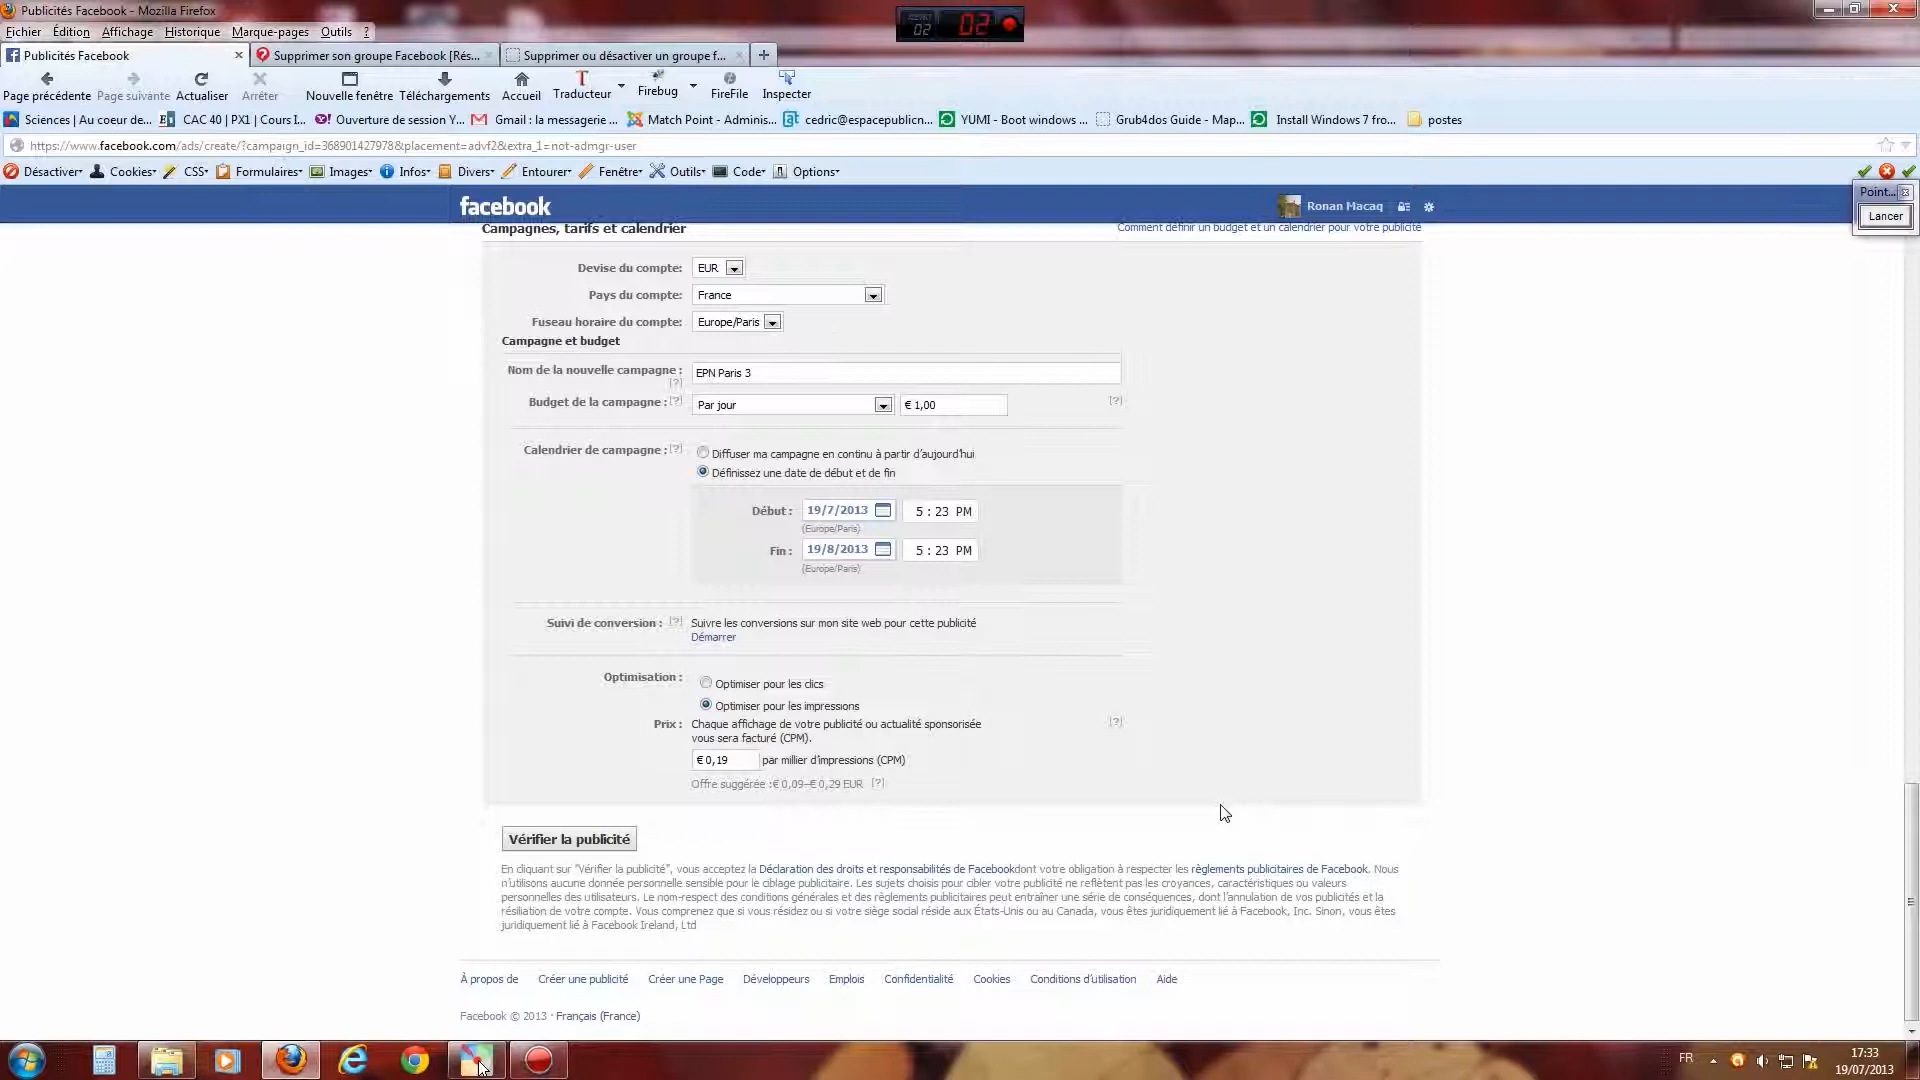 Publicités Facebook - Mozilla Firefox
Fichier Édition Affichage Historique Marque-pages Outils ?
02 02
Publicités Facebook × Supprimer son groupe Facebook [Rés... × Supprimer ou désactiver un groupe f... × +
Page précédente Page suivante Actualiser Arrêter Nouvelle fenêtre Téléchargements Accueil Traducteur Firebug FireFile Inspecter
Sciences | Au coeur de... CAC 40 | PX1 | Cours I... Ouverture de session Y... Gmail : la messagerie ... Match Point - Adminis... cedric@espacepublicn... YUMI - Boot windows ... Grub4dos Guide - Map... Install Windows 7 fro... postes
https://www.facebook.com/ads/create/?campaign_id=368901427978&placement=advf2&extra_1=not-admgr-user
Désactiver Cookies CSS Formulaires Images Infos Divers Entourer Fenêtre Outils Code Options
Point...
Lancer
facebook
Ronan Macaq
Campagnes, tarifs et calendrier
Comment définir un budget et un calendrier pour votre publicité
Devise du compte: EUR
Pays du compte: France
Fuseau horaire du compte: Europe/Paris
Campagne et budget
Nom de la nouvelle campagne : EPN Paris 3
[?]
Budget de la campagne : [?] Par jour € 1,00 [?]
Calendrier de campagne : [?] Diffuser ma campagne en continu à partir d'aujourd'hui
Définissez une date de début et de fin
Début : 19/7/2013 5 : 23 PM
(Europe/Paris)
Fin : 19/8/2013 5 : 23 PM
(Europe/Paris)
Suivi de conversion : [?] Suivre les conversions sur mon site web pour cette publicité
Démarrer
Optimisation : Optimiser pour les clics
Optimiser pour les impressions
Prix : Chaque affichage de votre publicité ou actualité sponsorisée [?]
vous sera facturé (CPM).
€ 0,19 par millier d'impressions (CPM)
Offre suggérée :€ 0,09–€ 0,29 EUR [?]
Vérifier la publicité
En cliquant sur "Vérifier la publicité", vous acceptez la Déclaration des droits et responsabilités de Facebookdont votre obligation à respecter les règlements publicitaires de Facebook. Nous
n'utilisons aucune donnée personnelle sensible pour le ciblage publicitaire. Les sujets choisis pour cibler votre publicité ne reflètent pas les croyances, caractéristiques ou valeurs
personnelles des utilisateurs. Le nom-respect des conditions générales et des règlements publicitaires peut entraîner une série de conséquences, dont l'annulation de vos publicités et la
résiliation de votre compte. Vous comprenez que si vous résidez ou si votre siège social réside aux États-Unis ou au Canada, vous êtes juridiquement lié à Facebook, Inc. Sinon, vous êtes
juridiquement lié à Facebook Ireland, Ltd
À propos de Créer une publicité Créer une Page Développeurs Emplois Confidentialité Cookies Conditions d'utilisation Aide
Facebook © 2013 · Français (France)
FR
17:33
19/07/2013